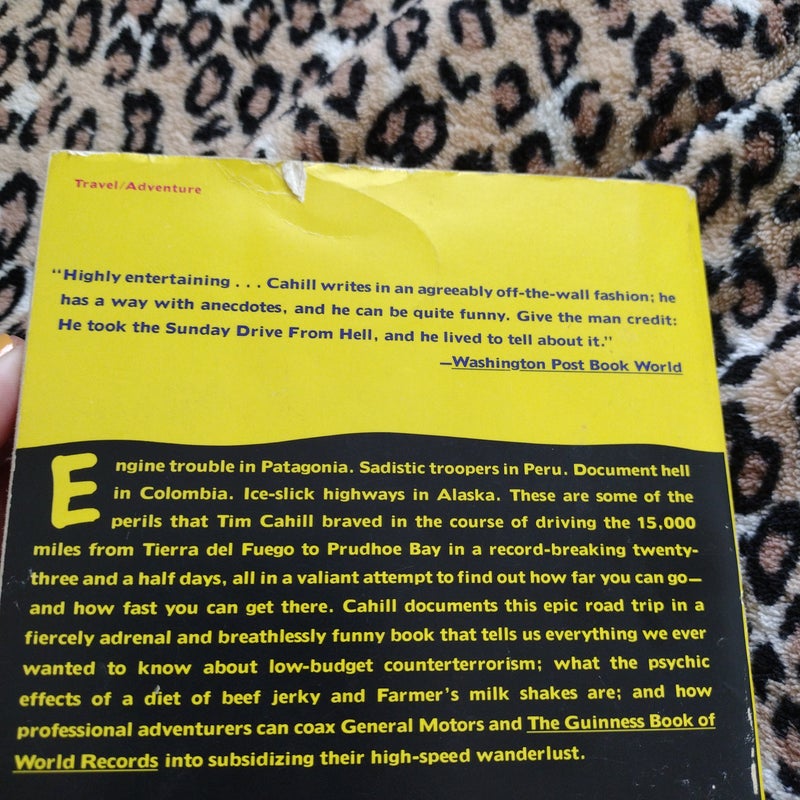 Travel/Adventure
“Highly entertaining . . . Cahill writes in an agreeably off-the-wall fashion; he
has a way with anecdotes, and he can be quite funny. Give the man credit:
He took the Sunday Drive From Hell, and he lived to tell about it.”
—Washington Post Book World
Engine trouble in Patagonia. Sadistic troopers in Peru. Document hell
in Colombia. Ice-slick highways in Alaska. These are some of the
perils that Tim Cahill braved in the course of driving the 15,000
miles from Tierra del Fuego to Prudhoe Bay in a record-breaking twenty-
three and a half days, all in a valiant attempt to find out how far you can go—
and how fast you can get there. Cahill documents this epic road trip in a
fiercely adrenal and breathlessly funny book that tells us everything we ever
wanted to know about low-budget counterterrorism; what the psychic
effects of a diet of beef jerky and Farmer's milk shakes are; and how
professional adventurers can coax General Motors and The Guinness Book of
World Records into subsidizing their high-speed wanderlust.